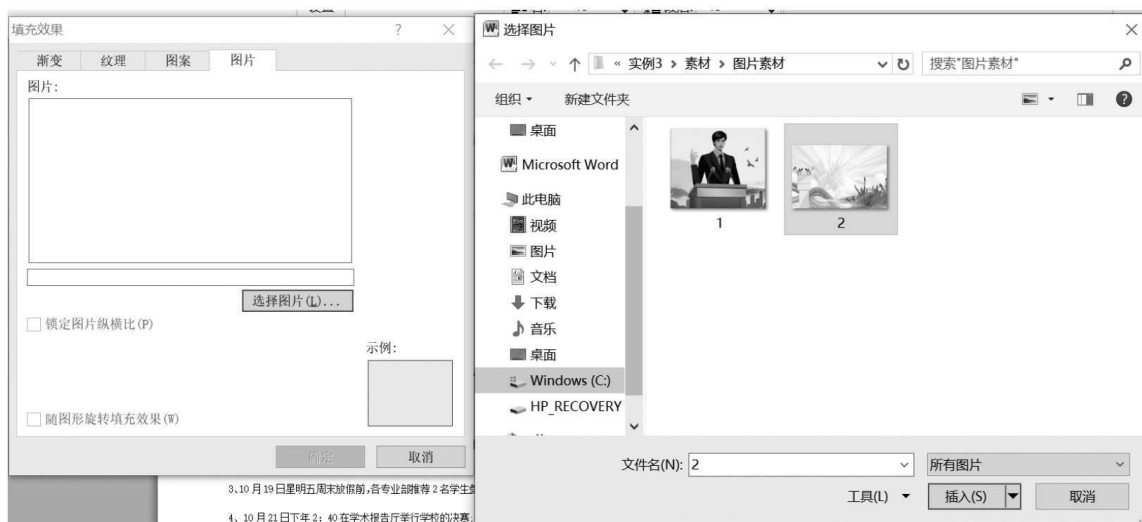 填充效果 ?
渐变 纹理 图案 图片
图片:
选择图片(L)...
锁定图片纵横比(P)
示例:
随图形旋转填充效果(W)
确定 取消
选择图片
« 实例3 › 素材 › 图片素材
搜索"图片素材"
组织 新建文件夹
桌面
Microsoft Word
此电脑
视频
图片
文档
下载
音乐
桌面
Windows (C:)
HP_RECOVERY
1 2
文件名(N): 2
所有图片
工具(L) 插入(S) 取消
3、10月19日星明五周末放假前,各专业部推荐2名学生
4、10月21日下年2: 40在学术报告厅举行学校的决赛;